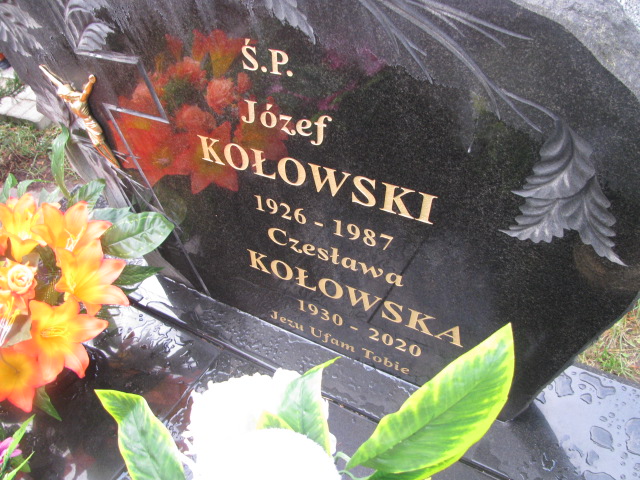 Ś.P.
Józef
KOŁOWSKI
1926 - 1987
Czesława
KOŁOWSKA
1930 - 2020
Jezu Ufam Tobie